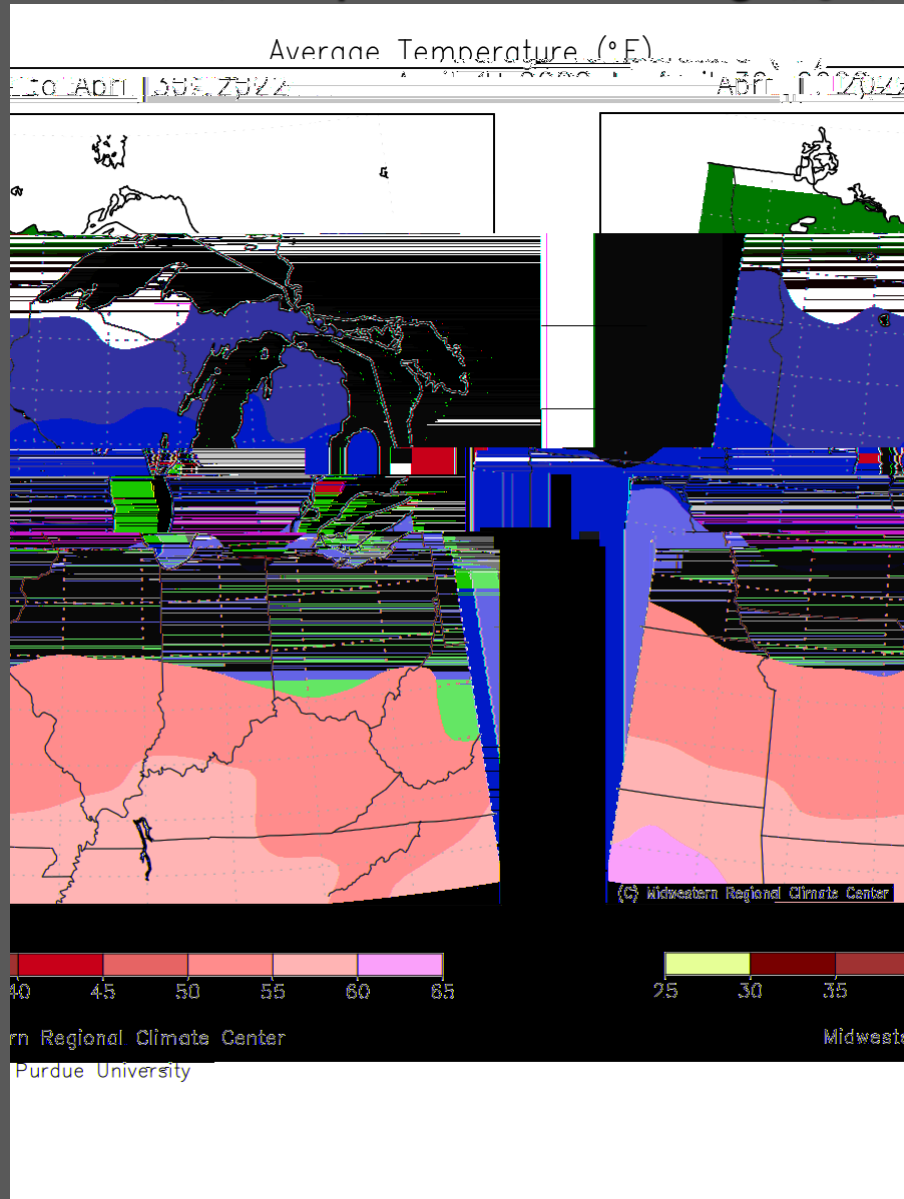 Average Temperature (°F)
(C) Midwestern Regional Climate Center
40 45 50 55 60 65
25 30 35
rn Regional Climate Center
Midweste
Purdue University